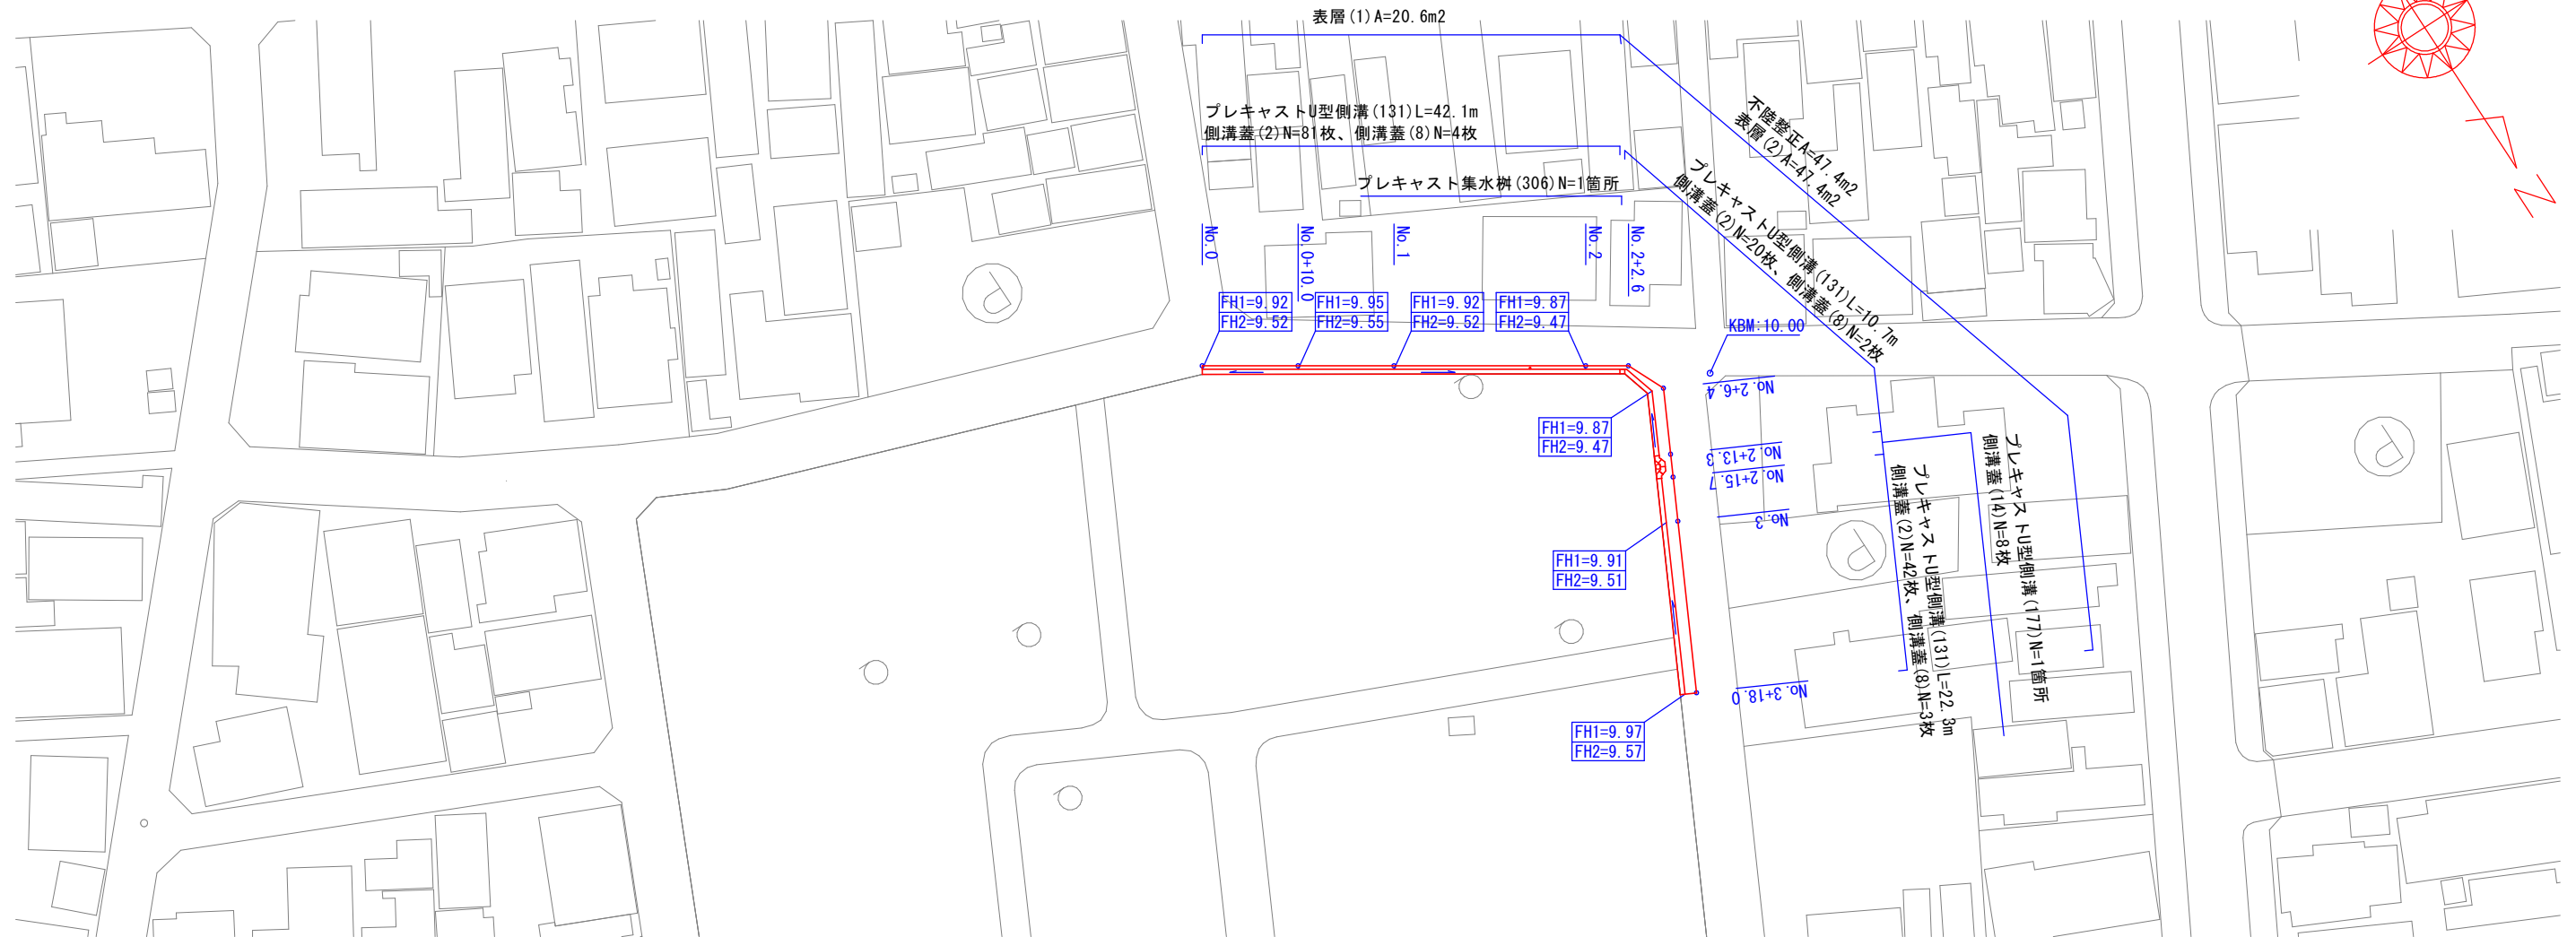 表層(1)A=20.6m2
プレキャストU型側溝(131)L=42.1m
側溝蓋(2)N=81枚、側溝蓋(8)N=4枚
プレキャスト集水桝(306)N=1箇所
不陸整正A=47.4m2
表層(2)A=47.4m2
プレキャストU型側溝(131)L=10.7m
側溝蓋(2)N=20枚、側溝蓋(8)N=2枚
No.0
No.0+10.0
No.1
No.2
No.2+2.6
FH1=9.92
FH2=9.52
FH1=9.95
FH2=9.55
FH1=9.92
FH2=9.52
FH1=9.87
FH2=9.47
KBM:10.00
No.2+6.4
FH1=9.87
FH2=9.47
No.2+13.3
No.2+15.7
No.3
プレキャストU型側溝(177)N=1箇所
側溝蓋(14)N=8枚
プレキャストU型側溝(131)L=22.3m
側溝蓋(2)N=42枚、側溝蓋(8)N=3枚
FH1=9.91
FH2=9.51
No.3+18.0
FH1=9.97
FH2=9.57
P
P
P
N